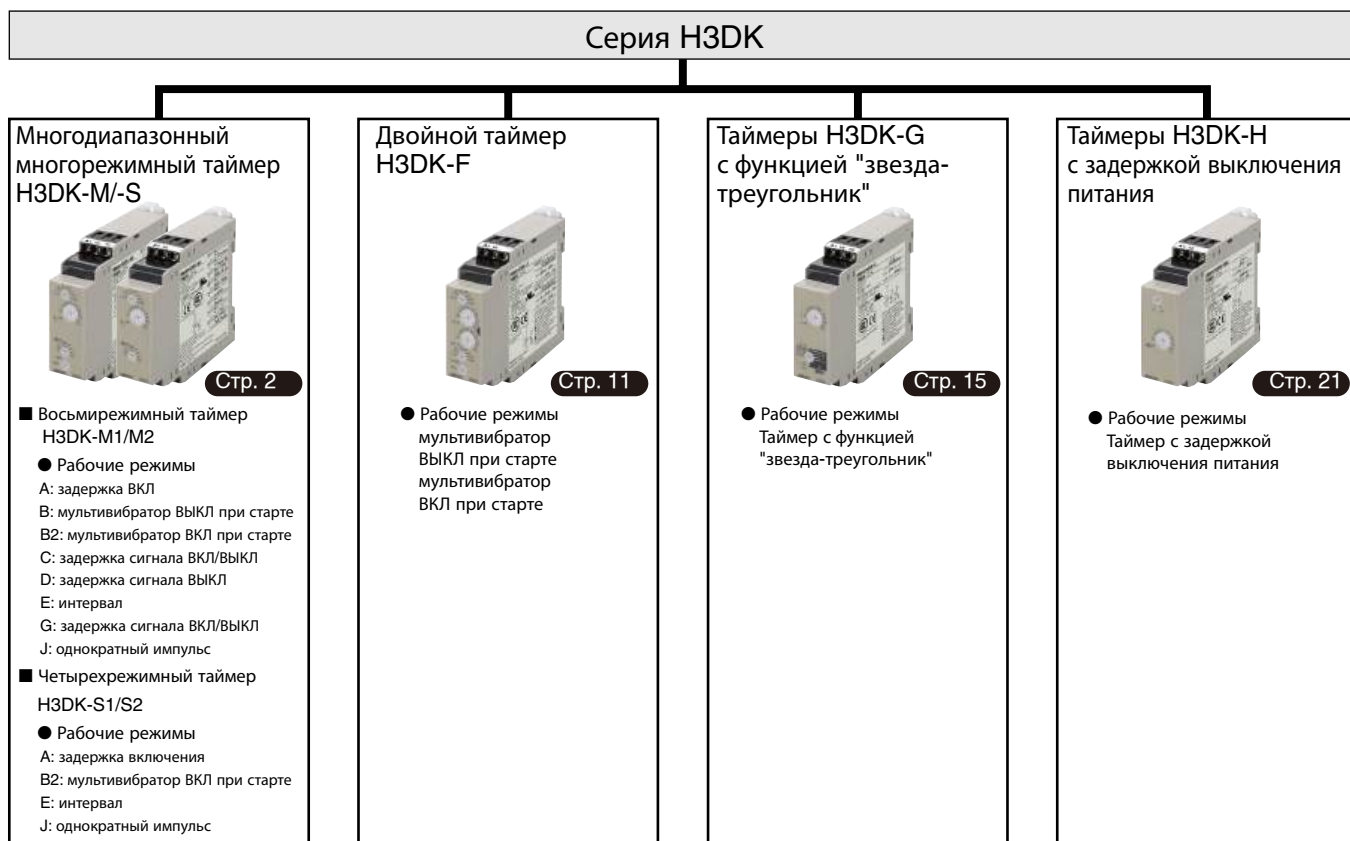 Серия H3DK
Многодиапазонный
многорежимный таймер
H3DK-M/-S
Стр. 2
■ Восьмирежимный таймер
H3DK-M1/M2
● Рабочие режимы
A: задержка ВКЛ
B: мультивибратор ВЫКЛ при старте
B2: мультивибратор ВКЛ при старте
C: задержка сигнала ВКЛ/ВЫКЛ
D: задержка сигнала ВЫКЛ
E: интервал
G: задержка сигнала ВКЛ/ВЫКЛ
J: однократный импульс
■ Четырехрежимный таймер
H3DK-S1/S2
● Рабочие режимы
A: задержка включения
B2: мультивибратор ВКЛ при старте
E: интервал
J: однократный импульс
Двойной таймер
H3DK-F
Стр. 11
● Рабочие режимы
мультивибратор
ВЫКЛ при старте
мультивибратор
ВКЛ при старте
Таймеры H3DK-G
с функцией "звезда-
треугольник"
Стр. 15
● Рабочие режимы
Таймер с функцией
"звезда-треугольник"
Таймеры H3DK-H
с задержкой выключения
питания
Стр. 21
● Рабочие режимы
Таймер с задержкой
выключения питания